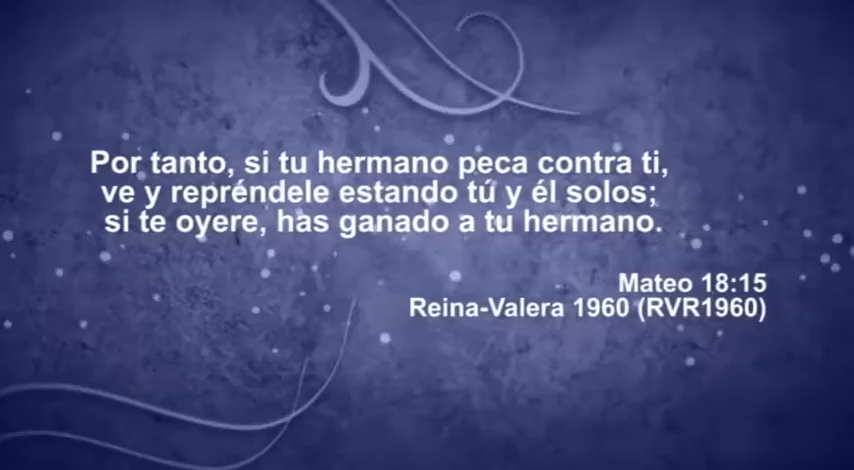 Por tanto, si tu hermano peca contra ti,
ve y repréndele estando tú y él solos;
si te oyere, has ganado a tu hermano.
Mateo 18:15
Reina-Valera 1960 (RVR1960)